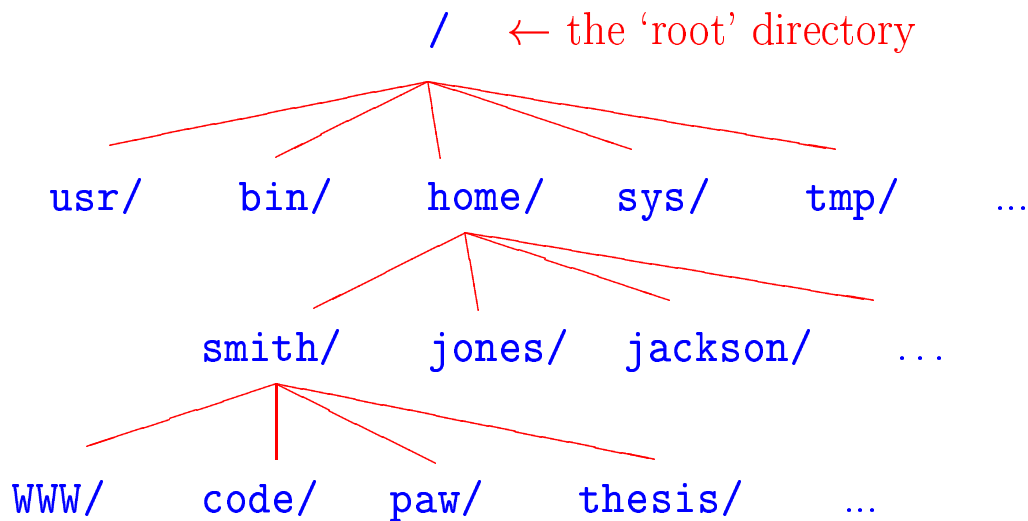 / ← the ‘root’ directory
usr/ bin/ home/ sys/ tmp/ ...
smith/ jones/ jackson/ ...
WWW/ code/ paw/ thesis/ ...